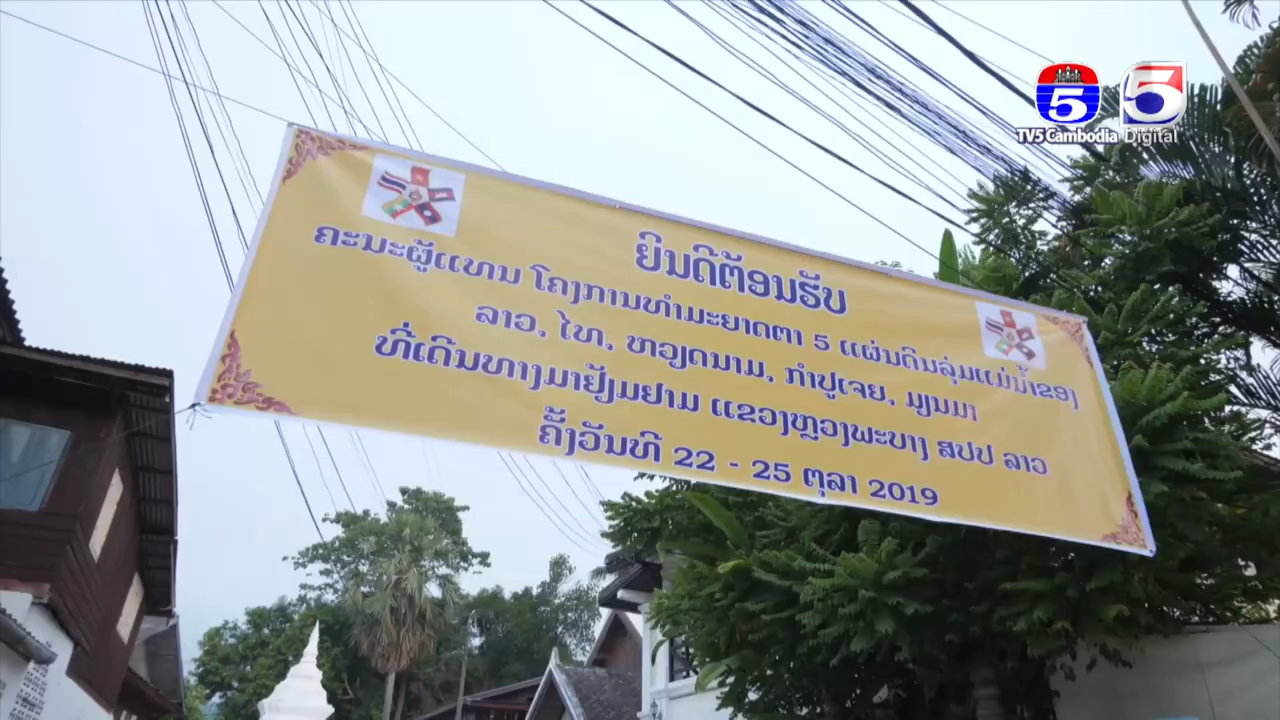 TV5 Cambodia Digital
ຍິນດີຕ້ອນຮັບ
ຄະນະຜູ້ແທນ ໂຄງການທຳມະຍາດຕາ 5 ແຜ່ນດິນລຸ່ມແມ່ນ້ຳຂອງ
ລາວ, ໄທ, ຫວຽດນາມ, ກຳປູເຈຍ, ມຽນມາ
ທີ່ເດີນທາງມາຢ້ຽມຢາມ ແຂວງຫຼວງພະບາງ ສປປ ລາວ
ຄັ້ງວັນທີ 22 - 25 ຕຸລາ 2019